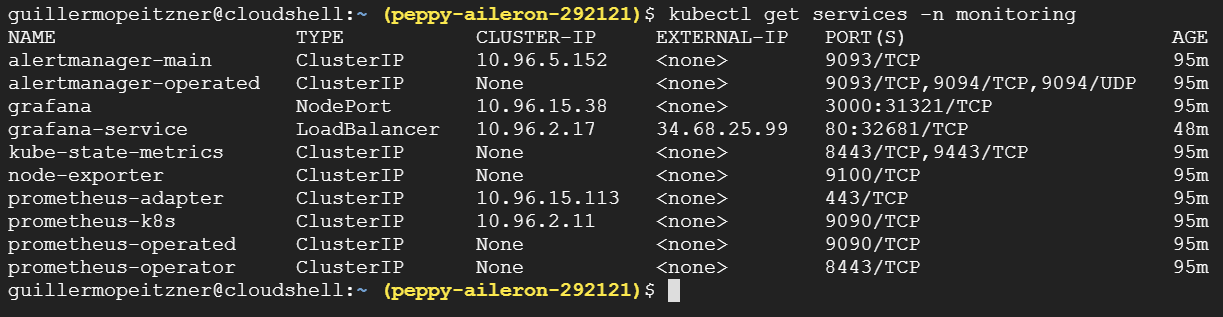 guillermopeitzner@cloudshell:~ (peppy-aileron-292121)$ kubectl get services -n monitoring
NAME TYPE CLUSTER-IP EXTERNAL-IP PORT(S) AGE
alertmanager-main ClusterIP 10.96.5.152 <none> 9093/TCP 95m
alertmanager-operated ClusterIP None <none> 9093/TCP,9094/TCP,9094/UDP 95m
grafana NodePort 10.96.15.38 <none> 3000:31321/TCP 95m
grafana-service LoadBalancer 10.96.2.17 34.68.25.99 80:32681/TCP 48m
kube-state-metrics ClusterIP None <none> 8443/TCP,9443/TCP 95m
node-exporter ClusterIP None <none> 9100/TCP 95m
prometheus-adapter ClusterIP 10.96.15.113 <none> 443/TCP 95m
prometheus-k8s ClusterIP 10.96.2.11 <none> 9090/TCP 95m
prometheus-operated ClusterIP None <none> 9090/TCP 95m
prometheus-operator ClusterIP None <none> 8443/TCP 95m
guillermopeitzner@cloudshell:~ (peppy-aileron-292121)$